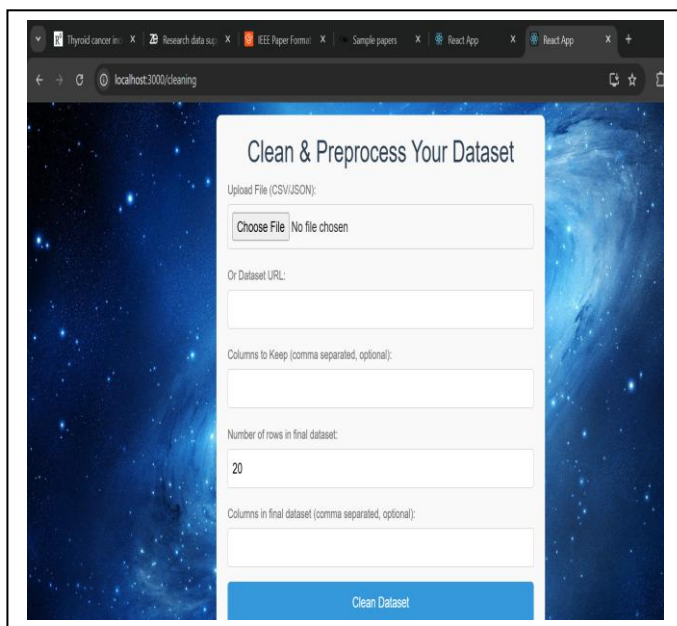 Thyroid cancer in
Research data sup
IEEE Paper Format
Sample papers
React App
React App
localhost:3000/cleaning
Clean & Preprocess Your Dataset
Upload File (CSV/JSON):
Choose File No file chosen
Or Dataset URL:
Columns to Keep (comma separated, optional):
Number of rows in final dataset:
20
Columns in final dataset (comma separated, optional):
Clean Dataset